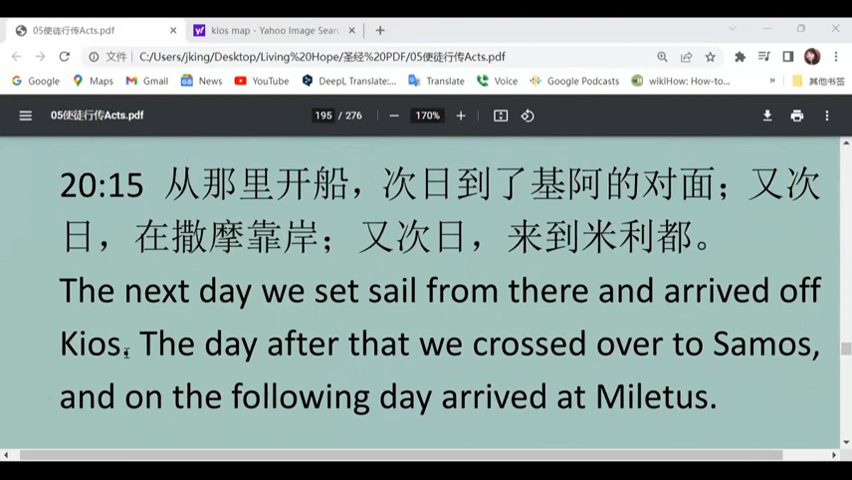 05使徒行传Acts.pdf
kios map - Yahoo Image Sear
文件 C:/Users/jking/Desktop/Living%20Hope/圣经%20PDF/05使徒行传Acts.pdf
Google Maps Gmail News YouTube DeepL Translate:... Translate Voice Google Podcasts wikiHow: How-to... » 其他书签
05使徒行传Acts.pdf 195 / 276 170%
20:15 从那里开船，次日到了基阿的对面；又次
日，在撒摩靠岸；又次日，来到米利都。
The next day we set sail from there and arrived off
Kios. The day after that we crossed over to Samos,
and on the following day arrived at Miletus.